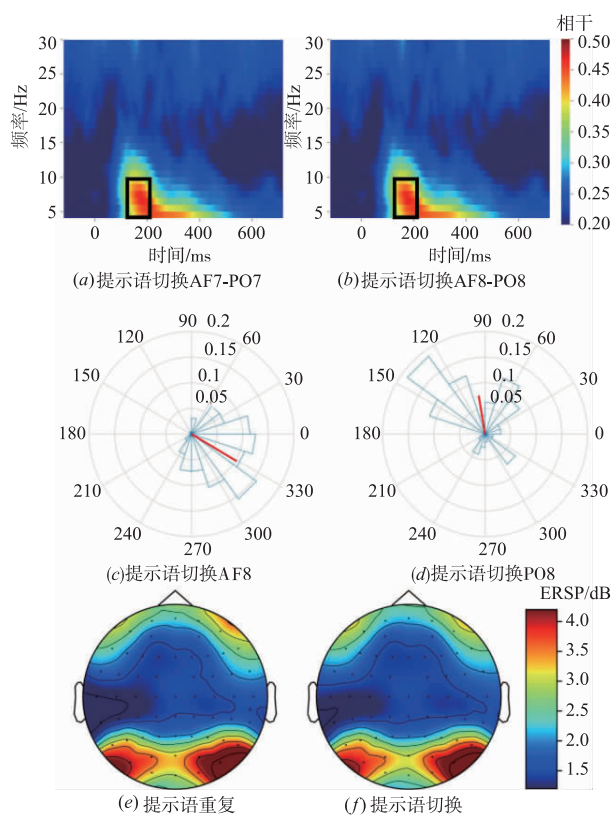 相干
30
25
20
15
10
5
频率/Hz
0 200 400 600
时间/ms
(a)提示语切换AF7-PO7
30
25
20
15
10
5
频率/Hz
0 200 400 600
时间/ms
(b)提示语切换AF8-PO8
0.50
0.45
0.40
0.35
0.30
0.25
0.20
90 0.2
120 60
0.15
150 0.1 30
0.05
180 0
210 330
240 300
270
(c)提示语切换AF8
90 0.2
120 60
0.15
150 0.1 30
0.05
180 0
210 330
240 300
270
(d)提示语切换PO8
ERSP/dB
4.0
3.5
3.0
2.5
2.0
1.5
(e)提示语重复
(f)提示语切换